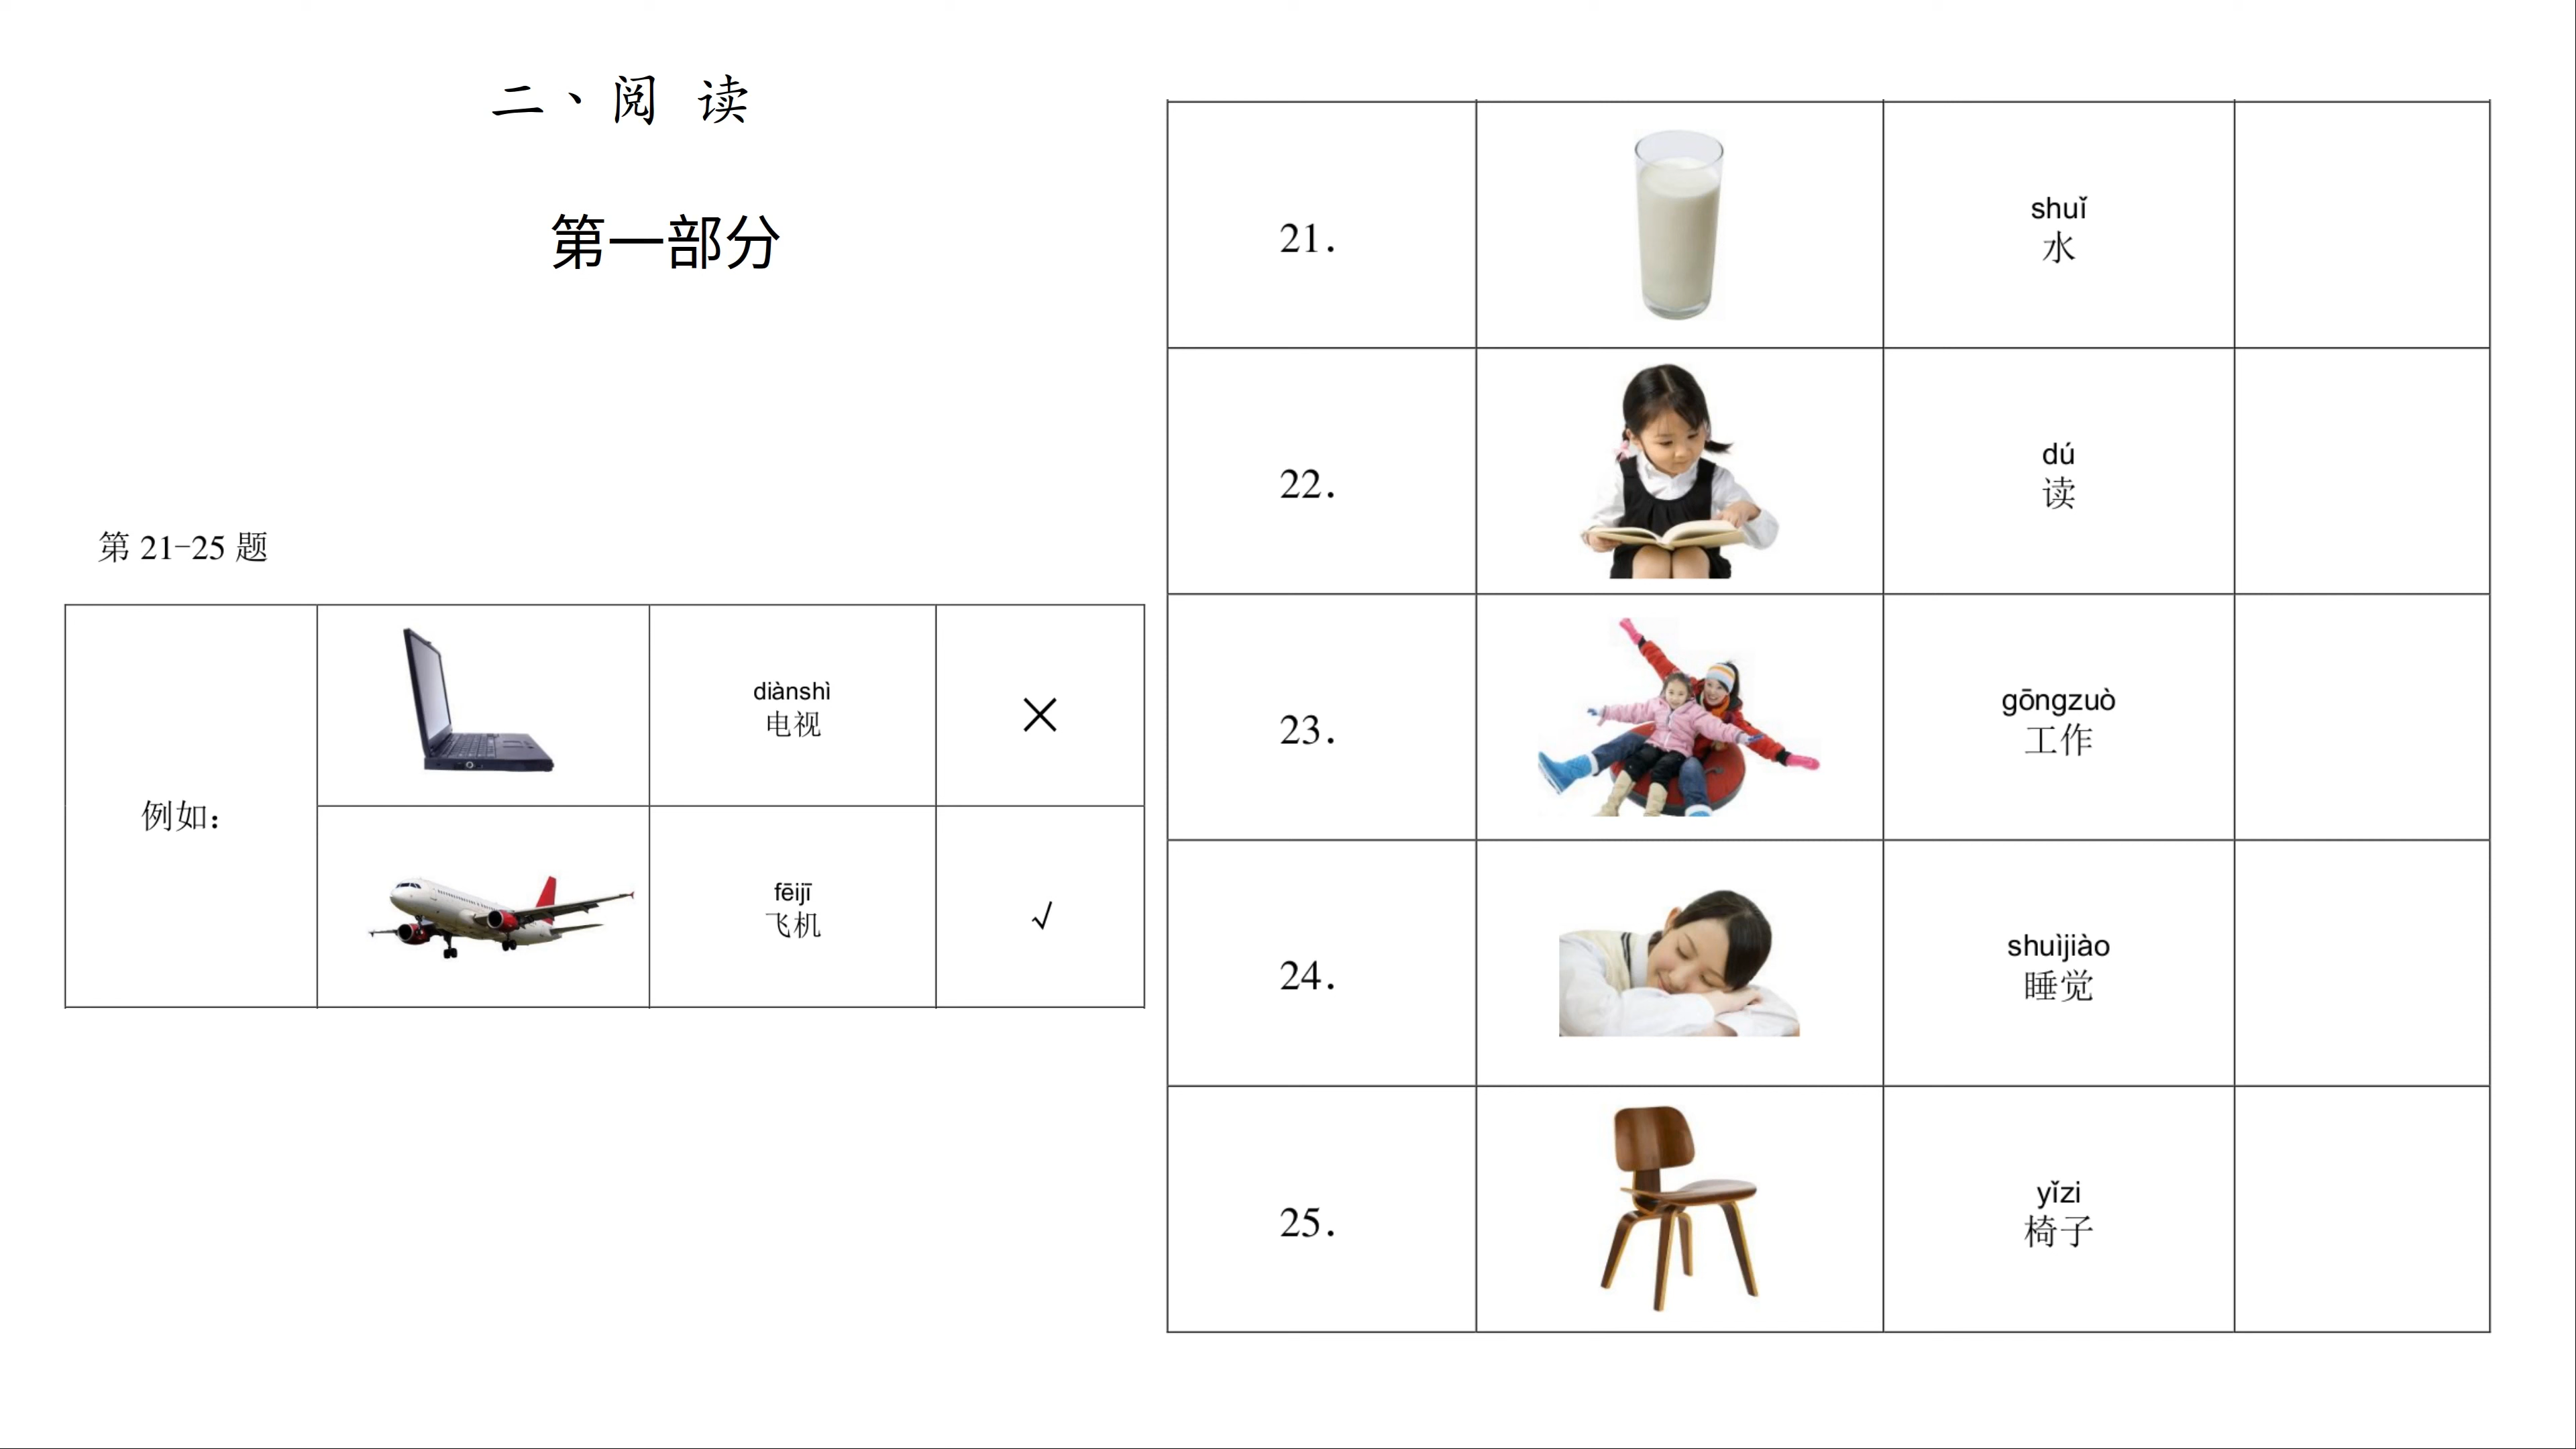 二、阅 读
第一部分
第 21-25 题
例如：
diànshì
电视
×
fēijī
飞机
√
21.
shuǐ
水
22.
dú
读
23.
gōngzuò
工作
24.
shuìjiào
睡觉
25.
yǐzi
椅子